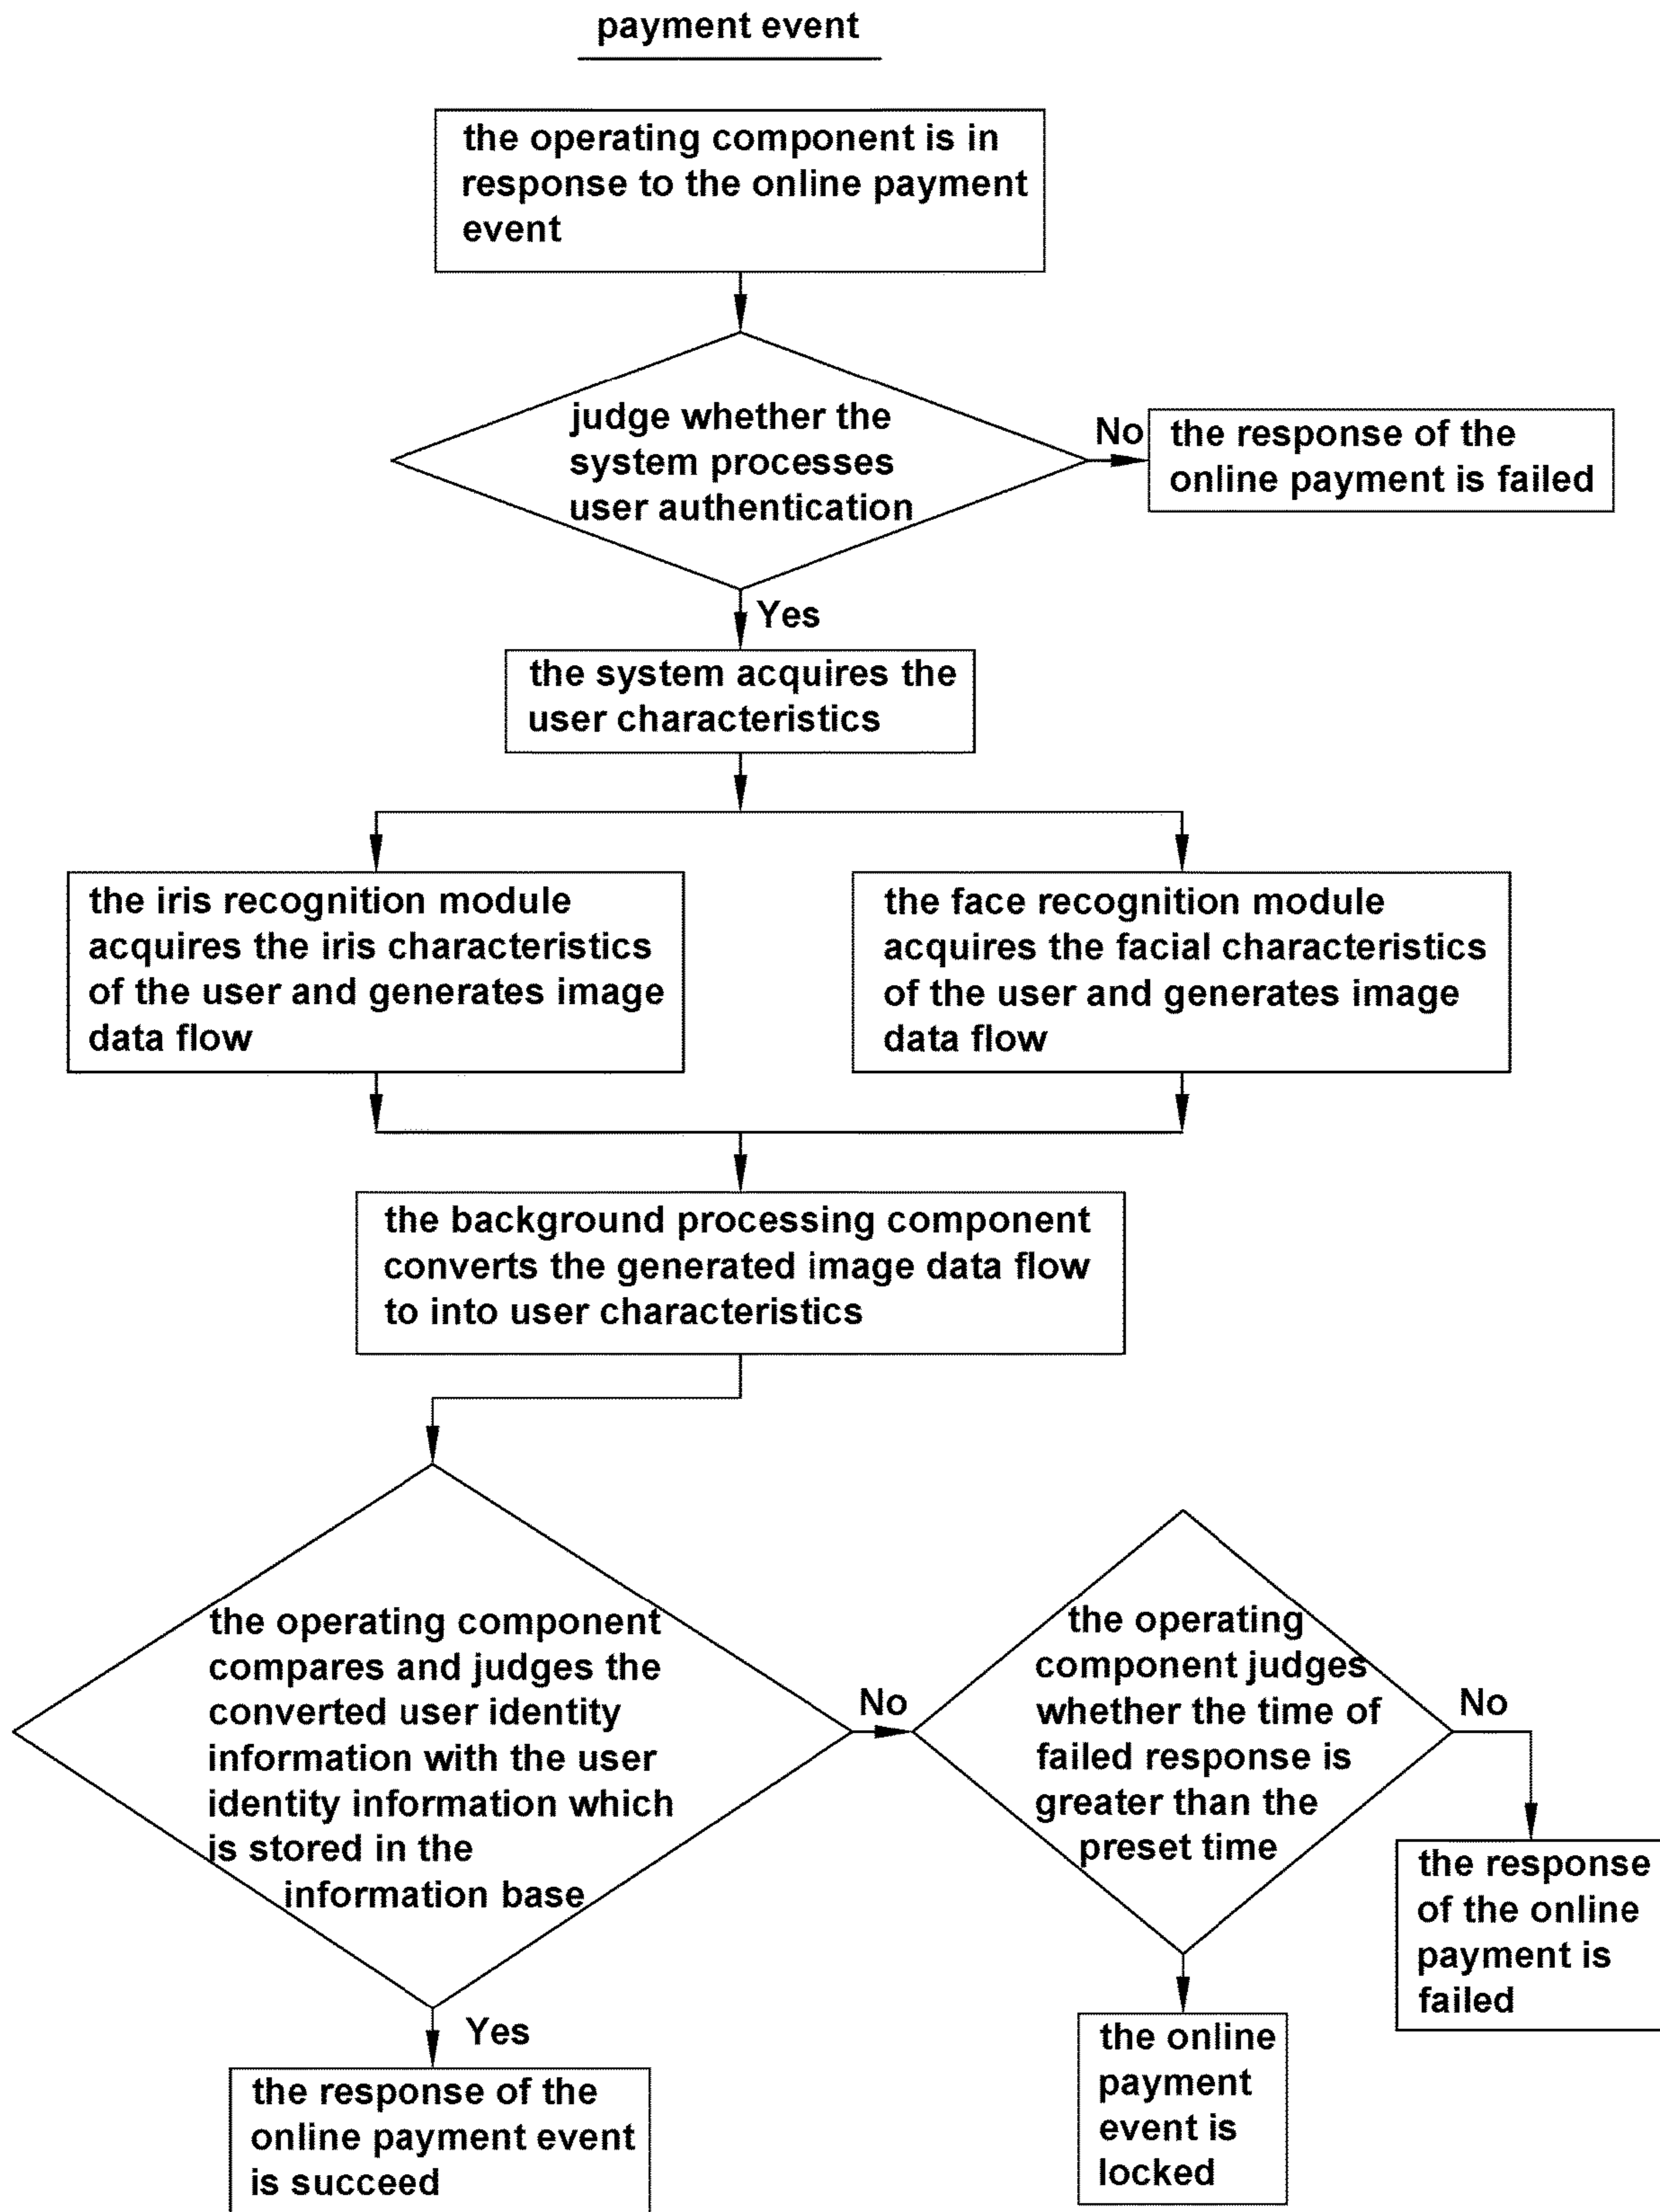 payment event
the operating component is in
response to the online payment
event
judge whether the
system processes
user authentication
No
the response of the
online payment is failed
Yes
the system acquires the
user characteristics
the iris recognition module
acquires the iris characteristics
of the user and generates image
data flow
the face recognition module
acquires the facial characteristics
of the user and generates image
data flow
the background processing component
converts the generated image data flow
to into user characteristics
the operating component
compares and judges the
converted user identity
information with the user
identity information which
is stored in the
information base
No
the operating
component judges
whether the time of
failed response is
greater than the
preset time
No
the response
of the online
payment is
failed
Yes
the response of the
online payment event
is succeed
the online
payment
event is
locked